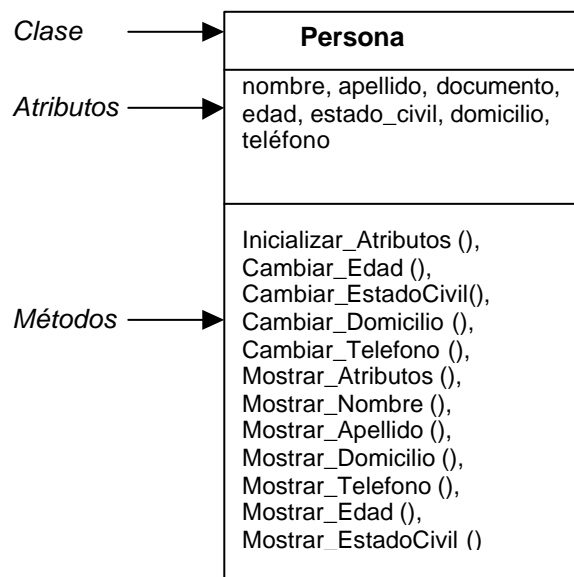 Clase
Persona
Atributos
nombre, apellido, documento,
edad, estado_civil, domicilio,
teléfono
Métodos
Inicializar_Atributos (),
Cambiar_Edad (),
Cambiar_EstadoCivil(),
Cambiar_Domicilio (),
Cambiar_Telefono (),
Mostrar_Atributos (),
Mostrar_Nombre (),
Mostrar_Apellido (),
Mostrar_Domicilio (),
Mostrar_Telefono (),
Mostrar_Edad (),
Mostrar_EstadoCivil ()